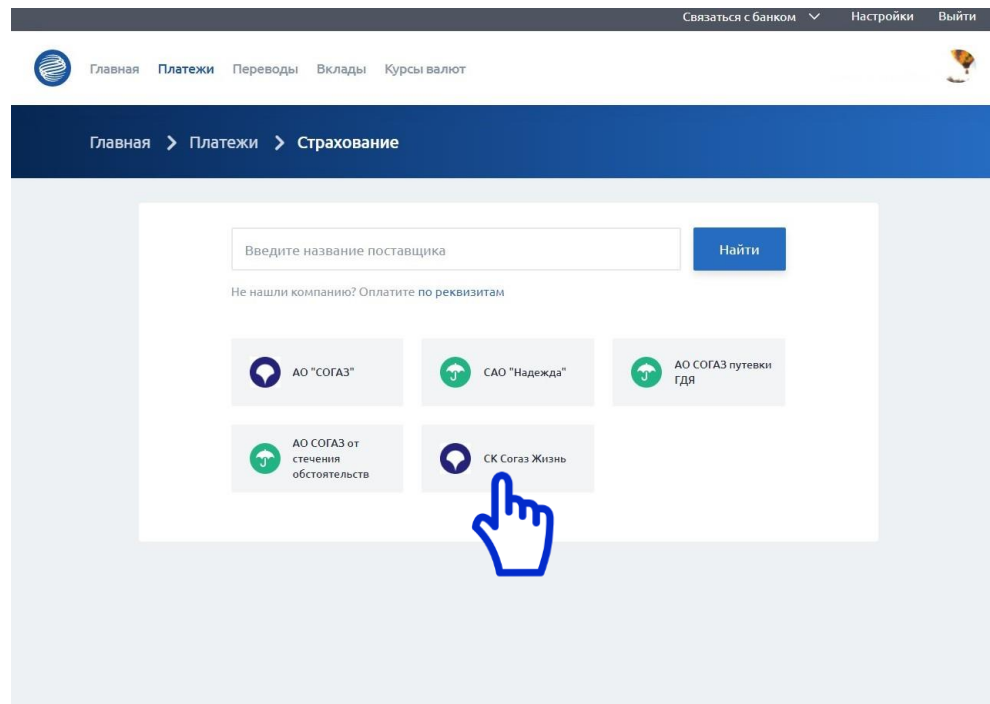 Связаться с банком Настройки Выйти
Главная Платежи Переводы Вклады Курсы валют
Главная Платежи Страхование
Введите название поставщика Найти
Не нашли компанию? Оплатите по реквизитам
АО "СОГАЗ"
САО "Надежда"
АО СОГАЗ путевки
ГДЯ
АО СОГАЗ от
стечения
обстоятельств
СК Согаз Жизнь